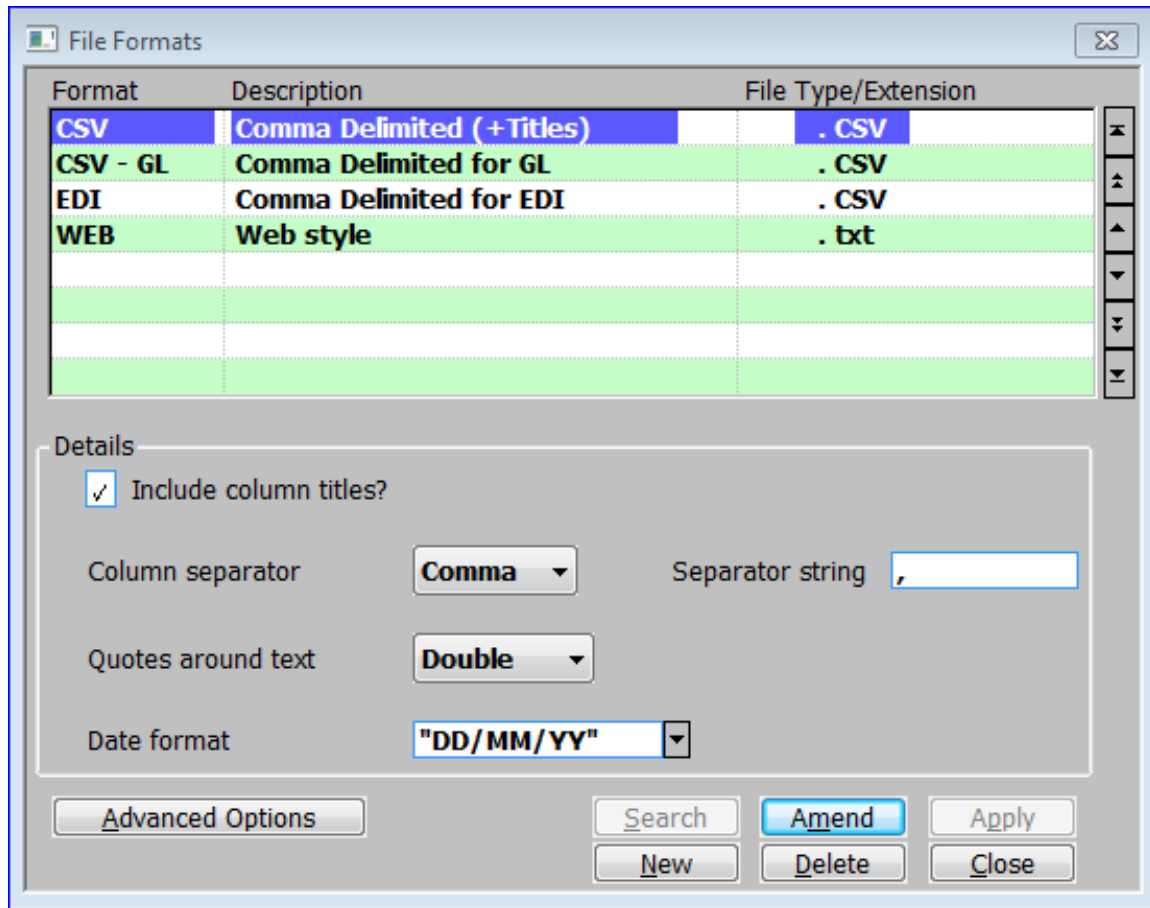 File Formats
Format Description File Type/Extension
CSV Comma Delimited (+Titles) . CSV
CSV - GL Comma Delimited for GL . CSV
EDI Comma Delimited for EDI . CSV
WEB Web style . txt
Details
✓ Include column titles?
Column separator Comma Separator string ,
Quotes around text Double
Date format "DD/MM/YY"
Advanced Options Search Amend Apply
New Delete Close